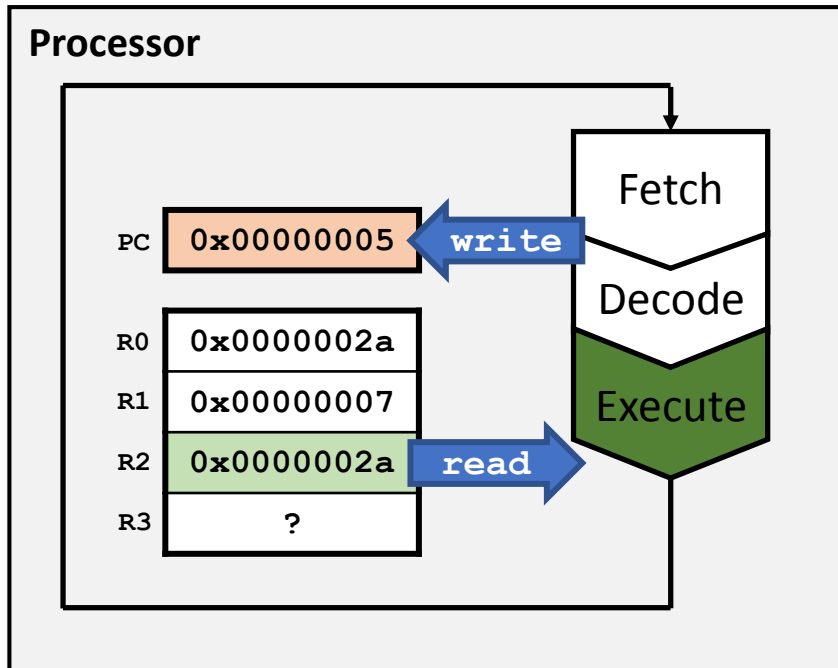 Processor
Fetch
PC 0x00000005 write
Decode
R0 0x0000002a
R1 0x00000007
Execute
R2 0x0000002a read
R3 ?